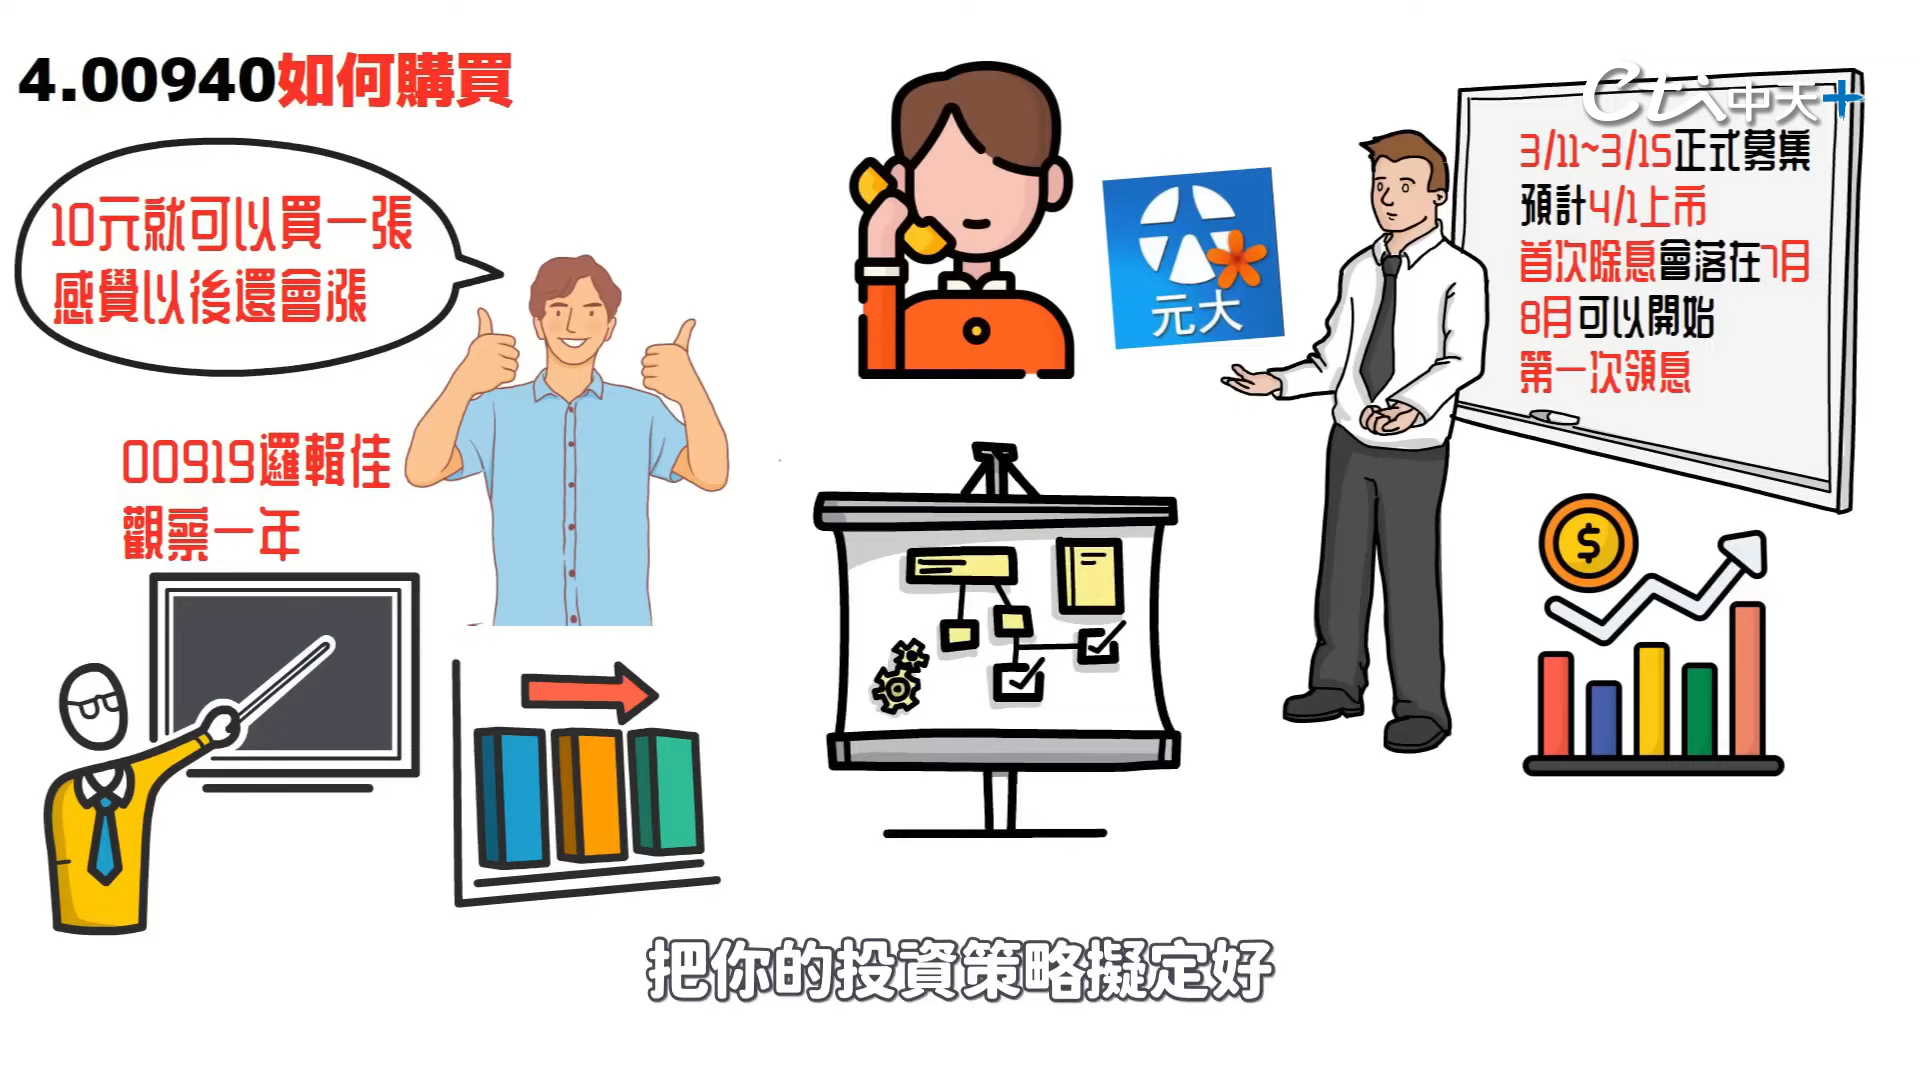 4.00940如何購買
10元就可以買一張
感覺以後還會漲
00919邏輯佳
觀察一年
元大
cti中天+
3/11~3/15正式募集
預計4/1上市
首次除息會落在7月
8月可以開始
第一次領息
$
把你的投資策略擬定好